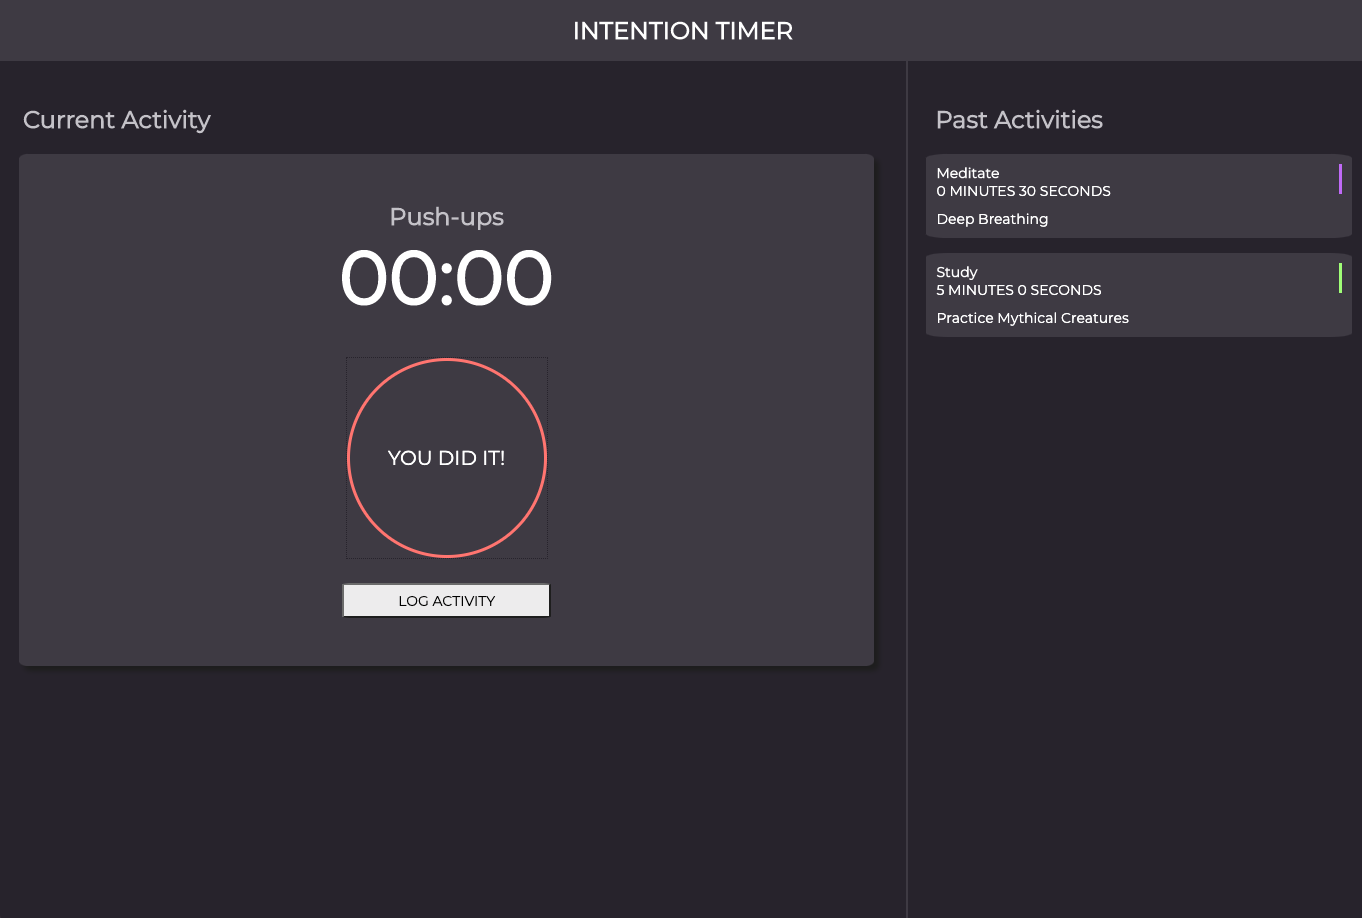 INTENTION TIMER
Current Activity
Push-ups
00:00
YOU DID IT!
LOG ACTIVITY
Past Activities
Meditate
0 MINUTES 30 SECONDS
Deep Breathing
Study
5 MINUTES 0 SECONDS
Practice Mythical Creatures